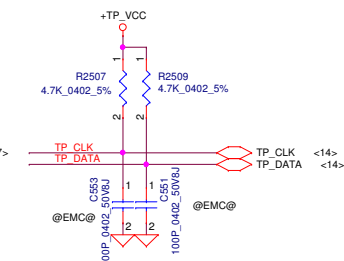 +TP_VCC
1
1
R2507
4.7K_0402_5%
R2509
4.7K_0402_5%
2
2
TP_CLK
TP_DATA
TP_CLK <14>
TP_DATA <14>
C553
00P_0402_50V8J
C551
100P_0402_50V8J
1
1
@EMC@
@EMC@
2
2